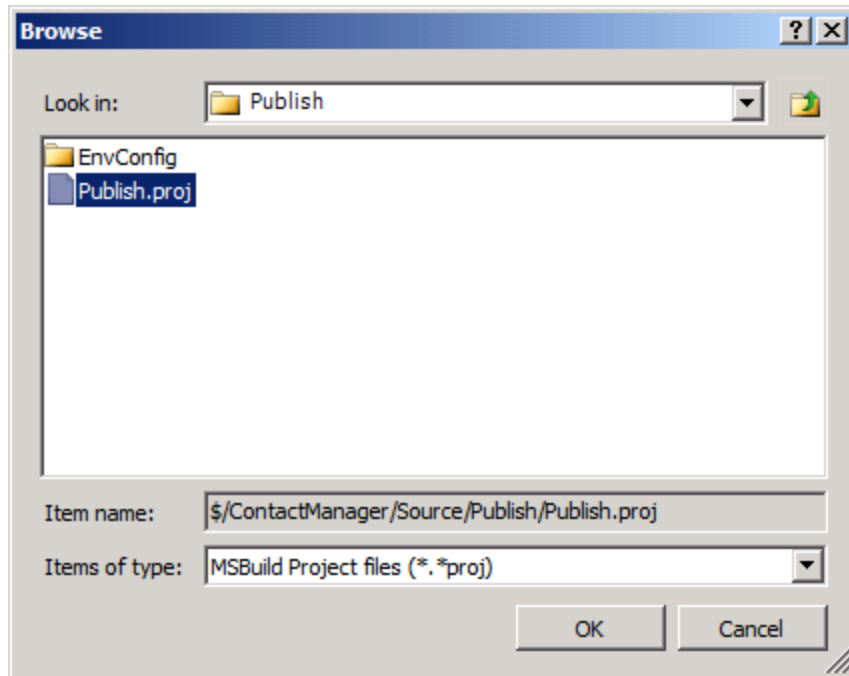 Browse
?
Look in: Publish
EnvConfig
Publish.proj
Item name: $/ContactManager/Source/Publish/Publish.proj
Items of type: MSBuild Project files (*.*proj)
OK Cancel